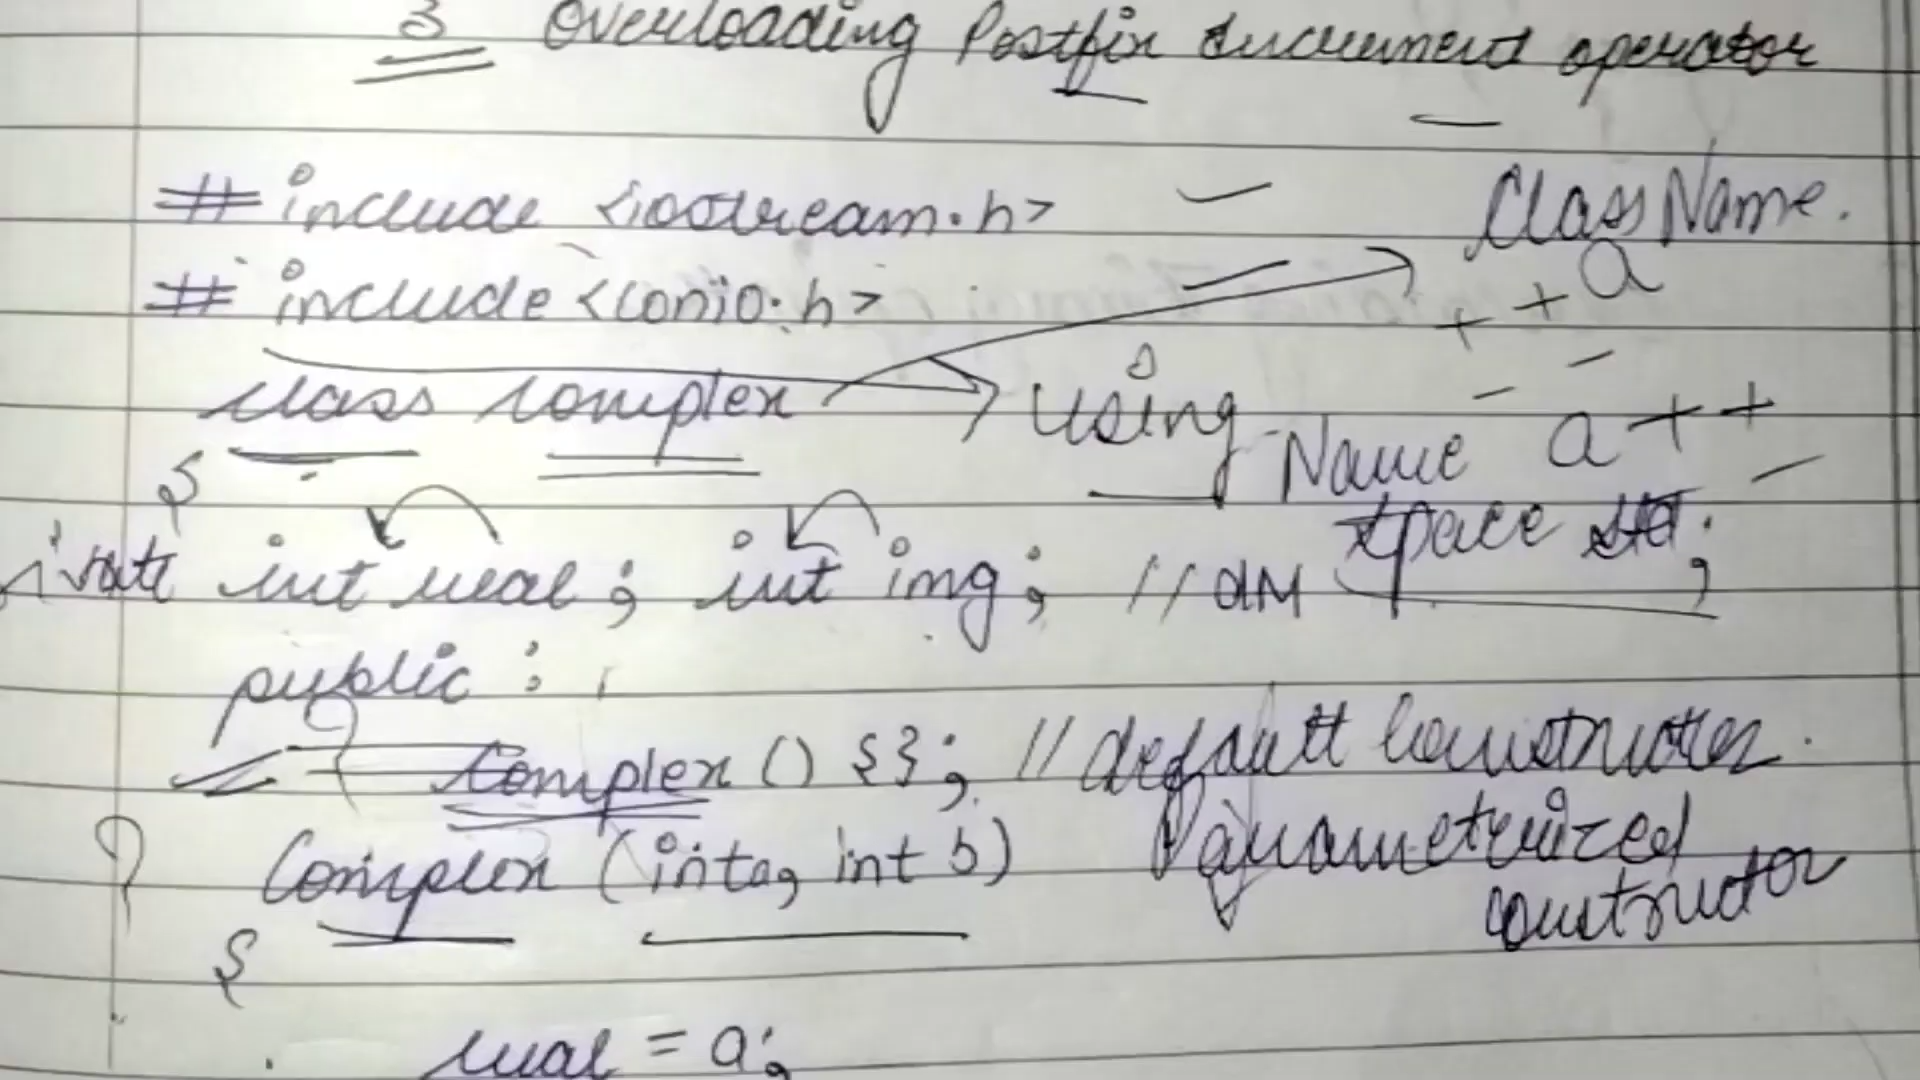 3 Overloading Postfix increment operator
#include <iostream.h>
Class Name.
#include <conio.h>
++a
--
class complex
using Name space std;
a++
--
{
int real; int img; // DM
public:
Complex () {}; // default constructor.
Complex (int a, int b) Parametrized constructor
{
real = a;